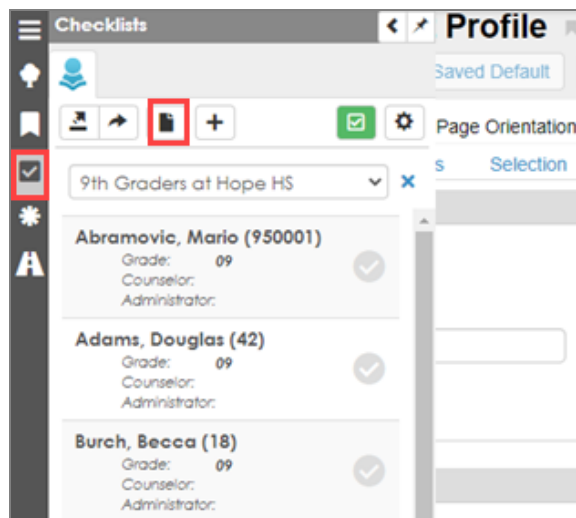 Checklists
Profile
Saved Default
Page Orientation
s Selection
9th Graders at Hope HS
Abramovic, Mario (950001)
Grade: 09
Counselor:
Administrator:
Adams, Douglas (42)
Grade: 09
Counselor:
Administrator:
Burch, Becca (18)
Grade: 09
Counselor:
Administrator: